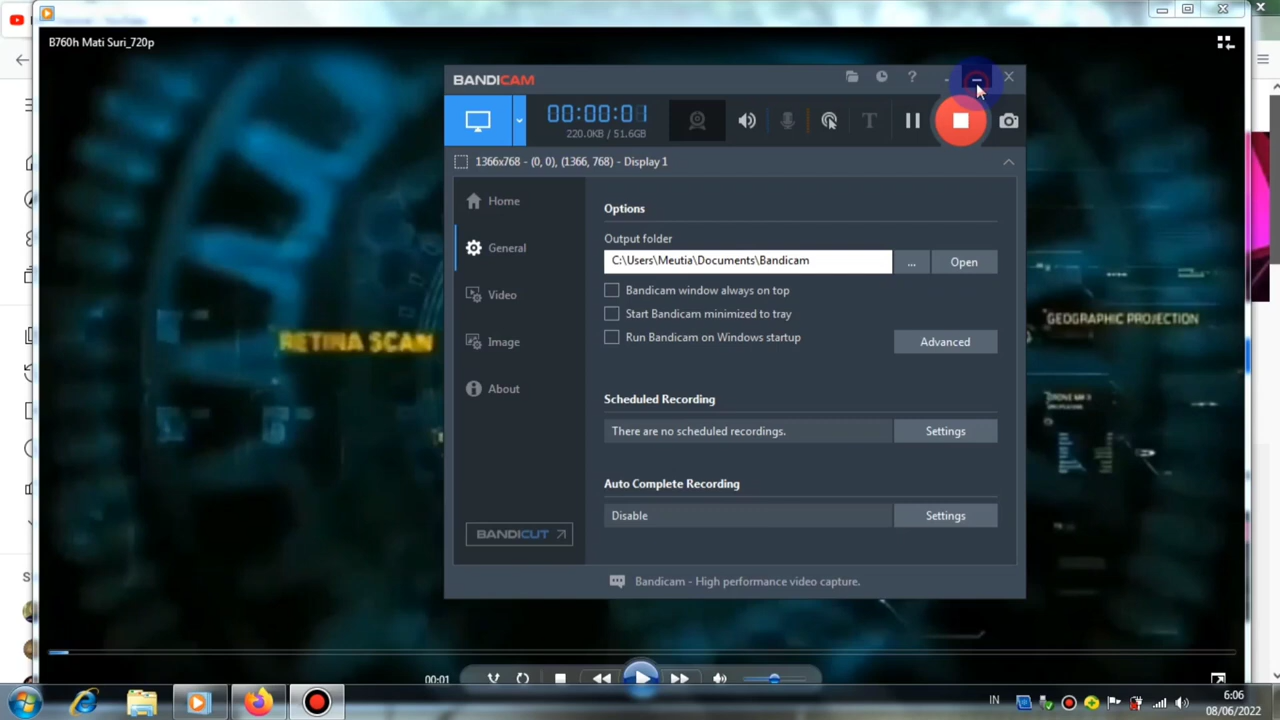 B760h Mati Suri_720p
BANDICAM
?
00:00:01
220.0KB / 51.6GB
T
1366x768 - (0, 0), (1366, 768) - Display 1
Home
General
Video
Image
About
BANDICUT
Options
Output folder
C:\Users\Meutia\Documents\Bandicam
...
Open
Bandicam window always on top
Start Bandicam minimized to tray
Run Bandicam on Windows startup
Advanced
Scheduled Recording
There are no scheduled recordings.
Settings
Auto Complete Recording
Disable
Settings
Bandicam - High performance video capture.
RETINA SCAN
GEOGRAPHIC PROJECTION
00:01
IN
6:06
08/06/2022